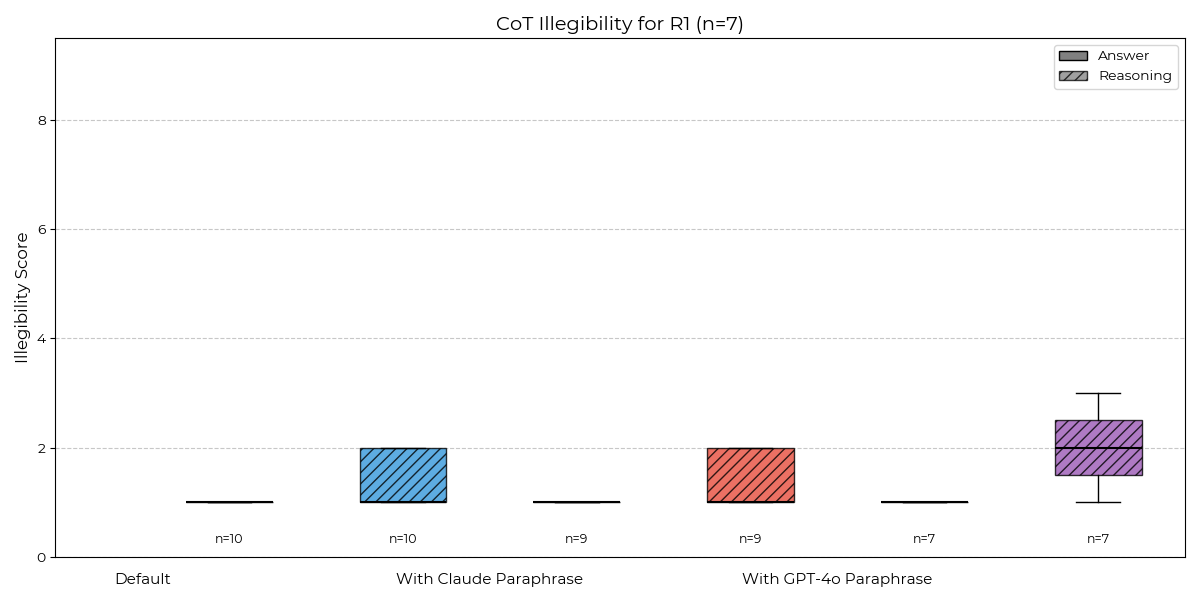 CoT Illegibility for R1 (n=7)
Answer
Reasoning
Illegibility Score
8
6
4
2
0
n=10
n=10
n=9
n=9
n=7
n=7
Default
With Claude Paraphrase
With GPT-4o Paraphrase